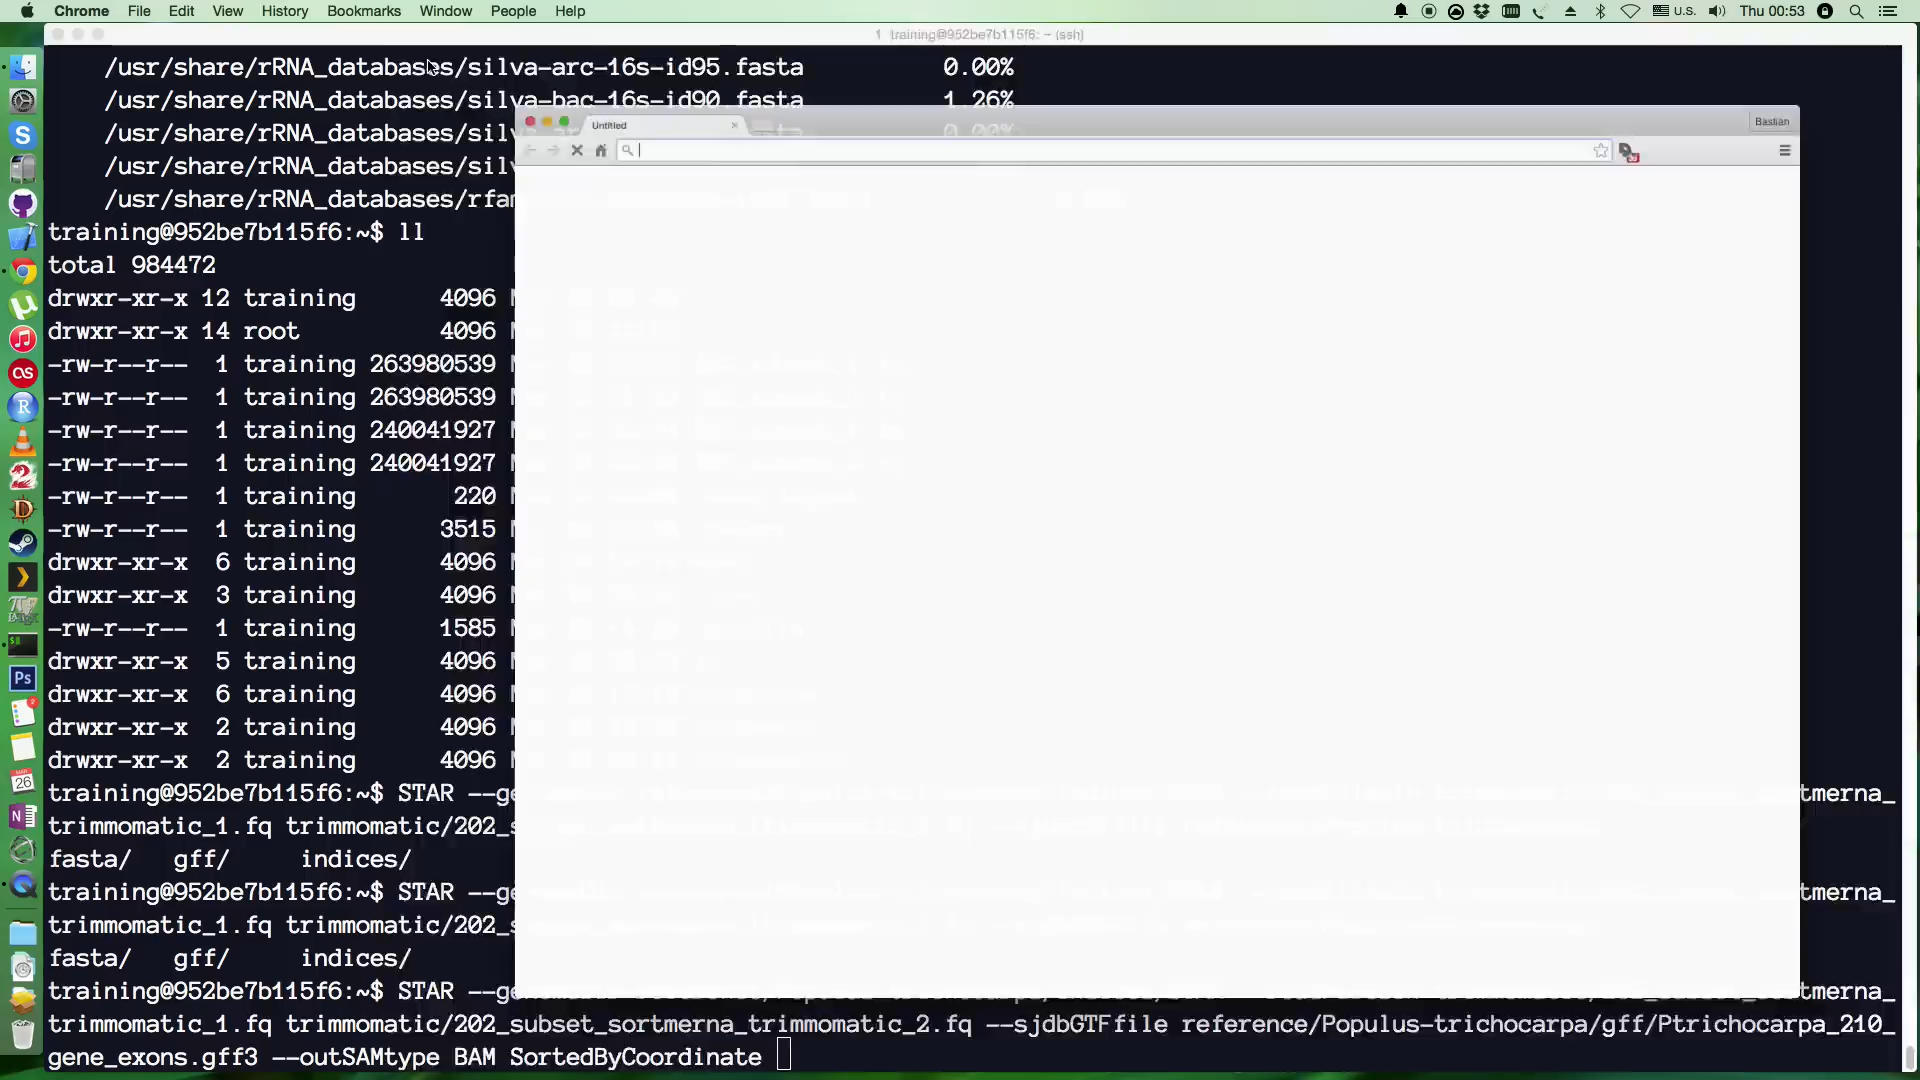 Chrome File Edit View History Bookmarks Window People Help U.S. Thu 00:53
1 training@952be7b115f6: ~ (ssh)
/usr/share/rRNA_databases/silva-arc-16s-id95.fasta 0.00%
/usr/share/rRNA_databases/silva-bac-16s-id90.fasta 1.26%
Untitled Bastian
/usr/share/rRNA_databases/silv
/usr/share/rRNA_databases/silv
/usr/share/rRNA_databases/rfam
training@952be7b115f6:~$ ll
total 984472
drwxr-xr-x 12 training 4096
drwxr-xr-x 14 root 4096
-rw-r--r-- 1 training 263980539
-rw-r--r-- 1 training 263980539
-rw-r--r-- 1 training 240041927
-rw-r--r-- 1 training 240041927
-rw-r--r-- 1 training 220
-rw-r--r-- 1 training 3515
drwxr-xr-x 6 training 4096
drwxr-xr-x 3 training 4096
-rw-r--r-- 1 training 1585
drwxr-xr-x 5 training 4096
drwxr-xr-x 6 training 4096
drwxr-xr-x 2 training 4096
drwxr-xr-x 2 training 4096
training@952be7b115f6:~$ STAR --ge tmerna_
trimmomatic_1.fq trimmomatic/202_s
fasta/ gff/ indices/
training@952be7b115f6:~$ STAR --ge tmerna_
trimmomatic_1.fq trimmomatic/202_s
fasta/ gff/ indices/
training@952be7b115f6:~$ STAR --ge tmerna_
trimmomatic_1.fq trimmomatic/202_subset_sortmerna_trimmomatic_2.fq --sjdbGTFfile reference/Populus-trichocarpa/gff/Ptrichocarpa_210_
gene_exons.gff3 --outSAMtype BAM SortedByCoordinate